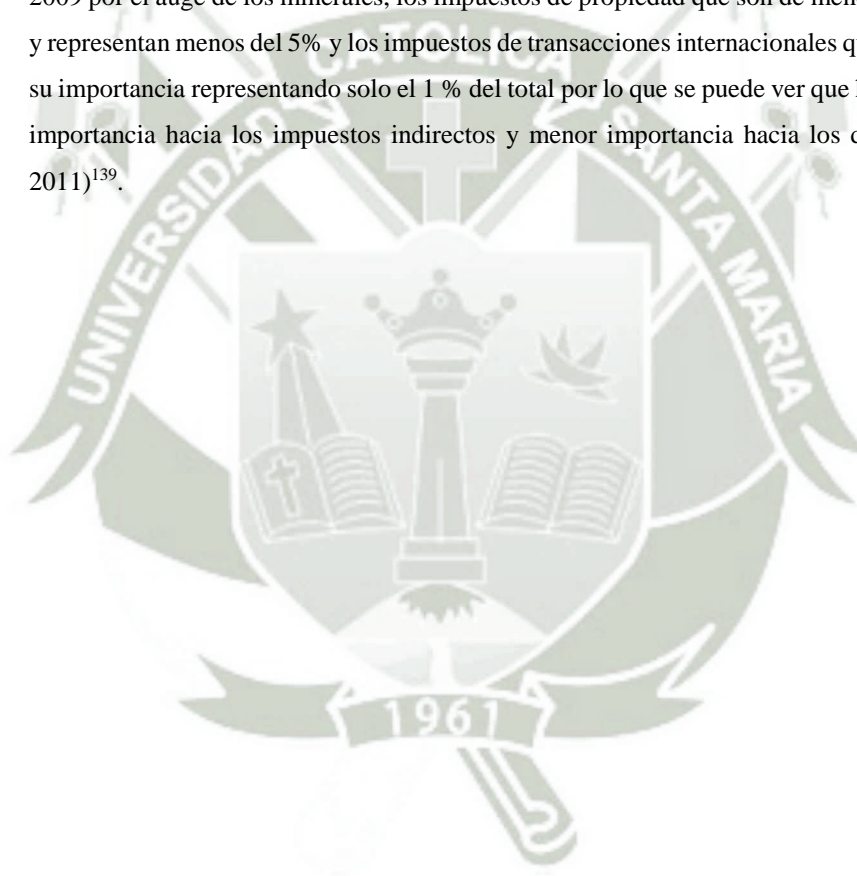 2009 por el auge de los minerales, los impuestos de propiedad que son de
y representan menos del 5% y los impuestos de transacciones internacionales
su importancia representando solo el 1 % del total por lo que se puede ver que
importancia hacia los impuestos indirectos y menor importancia hacia los
2011)¹³⁹.
UNIVERSIDAD CATOLICA SANTA MARIA
1961